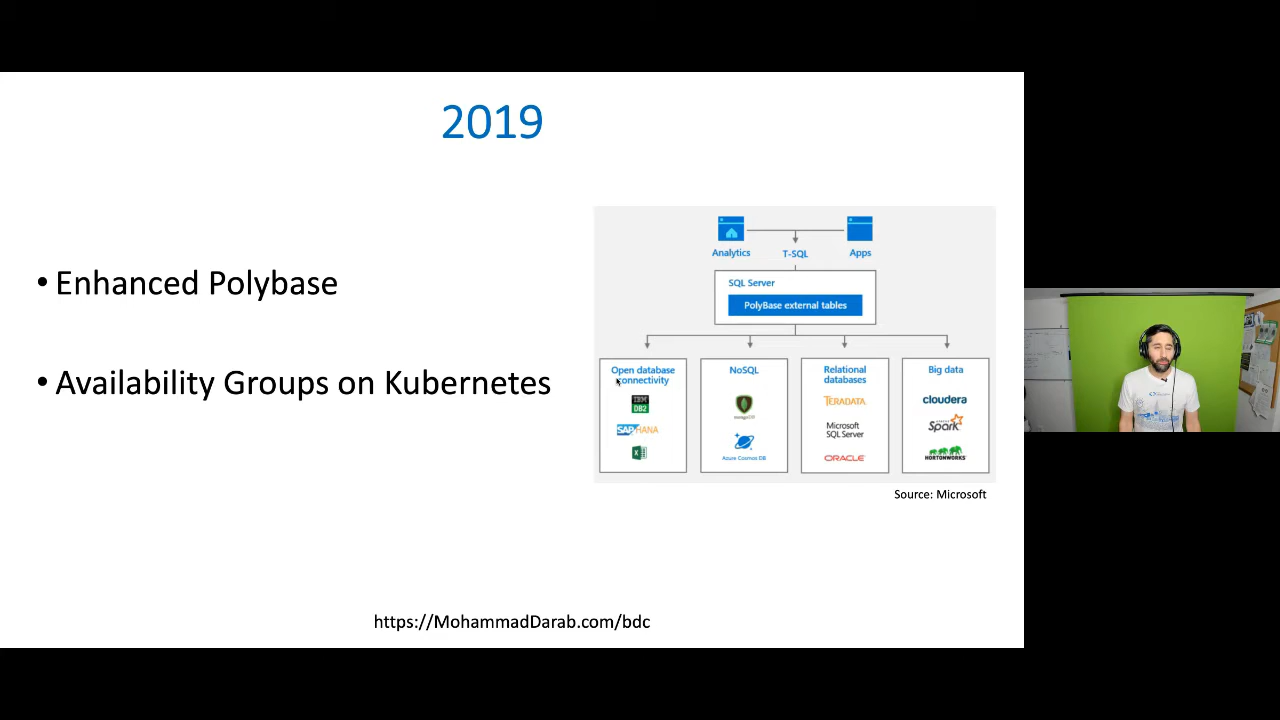 2019
• Enhanced Polybase
• Availability Groups on Kubernetes
Analytics
T-SQL
Apps
SQL Server
PolyBase external tables
Open database
connectivity
IBM
DB2
SAP HANA
NoSQL
mongoDB
Azure Cosmos DB
Relational
databases
TERADATA
Microsoft
SQL Server
ORACLE
Big data
cloudera
Spark
HORTONWORKS
Source: Microsoft
https://MohammadDarab.com/bdc